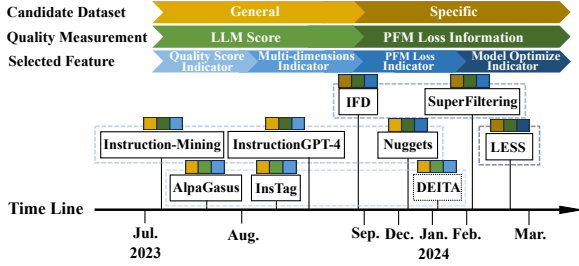 Candidate Dataset General Specific
Quality Measurement LLM Score PFM Loss Information
Selected Feature Quality Score Indicator Multi-dimensions Indicator PFM Loss Indicator Model Optimize Indicator
IFD SuperFiltering
Instruction-Mining InstructionGPT-4 Nuggets LESS
AlpaGasus InsTag DEITA
Time Line
Jul. Aug. Sep. Dec. Jan. Feb. Mar.
2023 2024